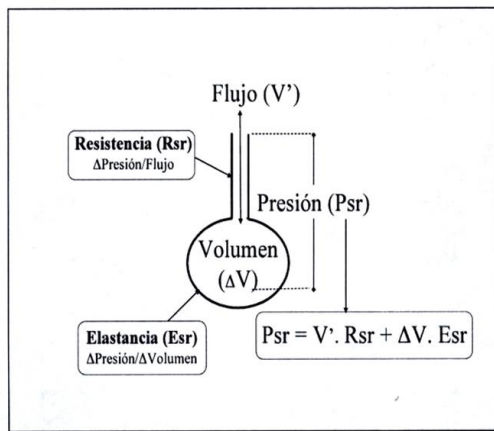 Flujo (V')
Resistencia (Rsr)
ΔPresión/Flujo
Presión (Psr)
Volumen
(ΔV)
Elastancia (Esr)
ΔPresión/ΔVolumen
Psr = V'. Rsr + ΔV. Esr